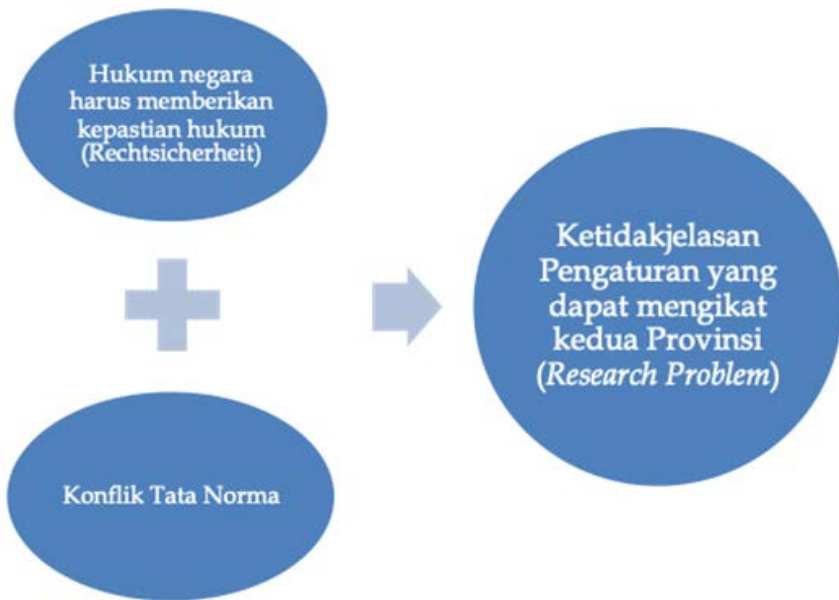 Hukum negara
harus memberikan
kepastian hukum
(Rechtsicherheit)
Konflik Tata Norma
Ketidakjelasan
Pengaturan yang
dapat mengikat
kedua Provinsi
(Research Problem)